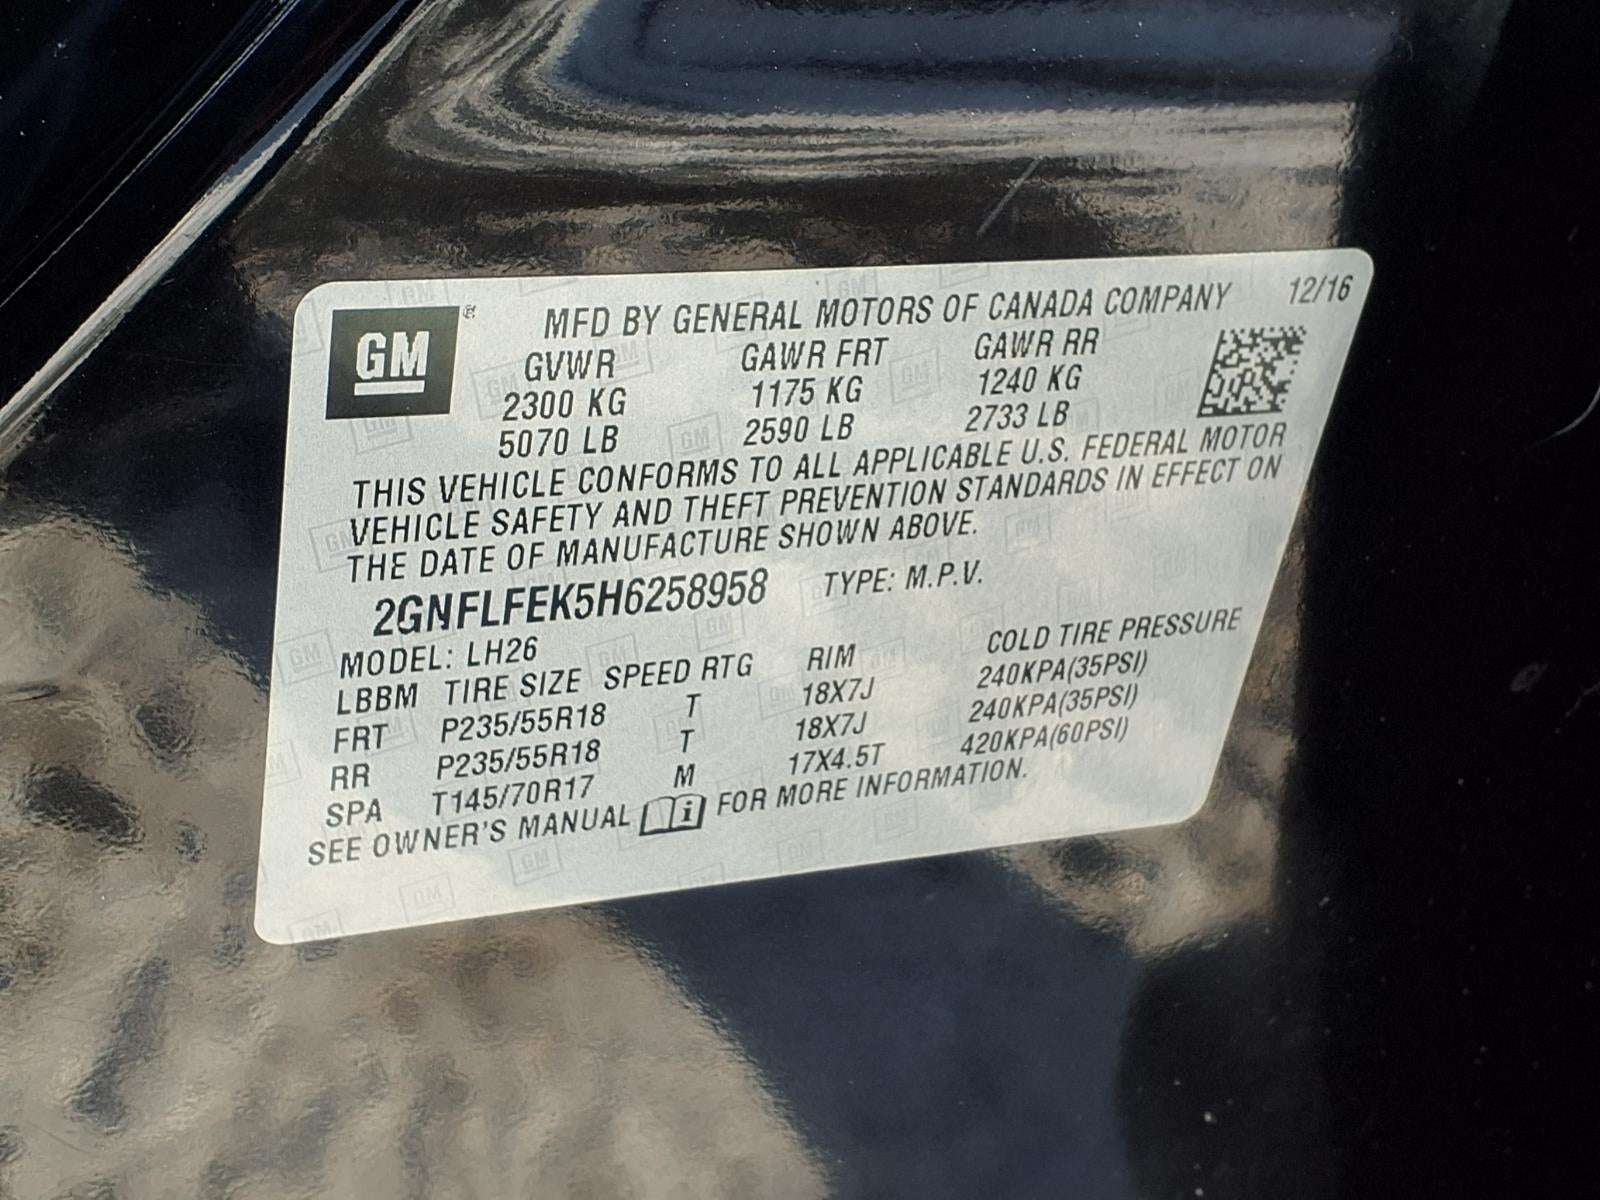 GM
MFD BY GENERAL MOTORS OF CANADA COMPANY 12/16
GVWR GAWR FRT GAWR RR
2300 KG 1175 KG 1240 KG
5070 LB 2590 LB 2733 LB
THIS VEHICLE CONFORMS TO ALL APPLICABLE U.S. FEDERAL MOTOR
VEHICLE SAFETY AND THEFT PREVENTION STANDARDS IN EFFECT ON
THE DATE OF MANUFACTURE SHOWN ABOVE.
2GNFLFEK5H6258958 TYPE: M.P.V.
MODEL: LH26
LBBM TIRE SIZE SPEED RTG RIM COLD TIRE PRESSURE
FRT P235/55R18 T 18X7J 240KPA(35PSI)
RR P235/55R18 T 18X7J 240KPA(35PSI)
SPA T145/70R17 M 17X4.5T 420KPA(60PSI)
SEE OWNER'S MANUAL i FOR MORE INFORMATION.